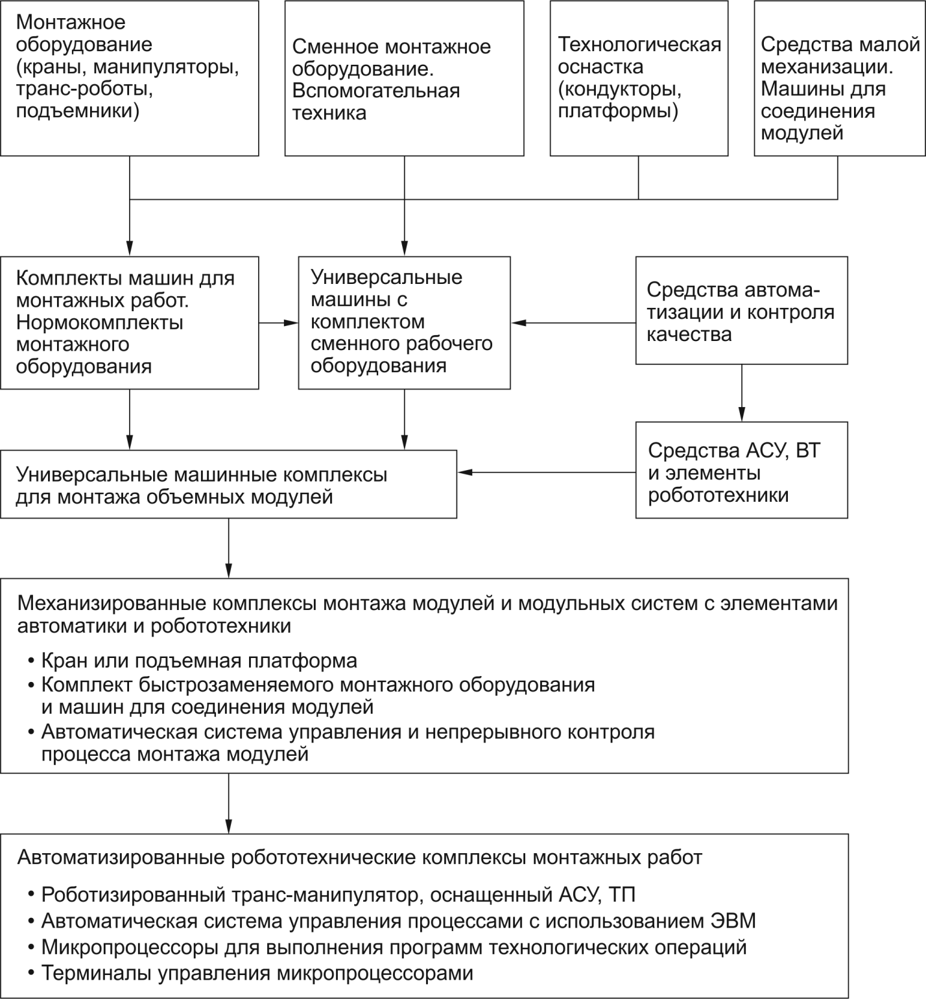 Монтажное
оборудование
(краны, манипуляторы,
транс-роботы,
подъемники)
Сменное монтажное
оборудование.
Вспомогательная
техника
Технологическая
оснастка
(кондукторы,
платформы)
Средства малой
механизации.
Машины для
соединения
модулей
Комплекты машин для
монтажных работ.
Нормокомплекты
монтажного
оборудования
Универсальные
машины с
комплектом
сменного рабочего
оборудования
Средства автома-
тизации и контроля
качества
Универсальные машинные комплексы
для монтажа объемных модулей
Средства АСУ, ВТ
и элементы
робототехники
Механизированные комплексы монтажа модулей и модульных систем с элементами
автоматики и робототехники
• Кран или подъемная платформа
• Комплект быстрозаменяемого монтажного оборудования
и машин для соединения модулей
• Автоматическая система управления и непрерывного контроля
процесса монтажа модулей
Автоматизированные робототехнические комплексы монтажных работ
• Роботизированный транс-манипулятор, оснащенный АСУ, ТП
• Автоматическая система управления процессами с использованием ЭВМ
• Микропроцессоры для выполнения программ технологических операций
• Терминалы управления микропроцессорами